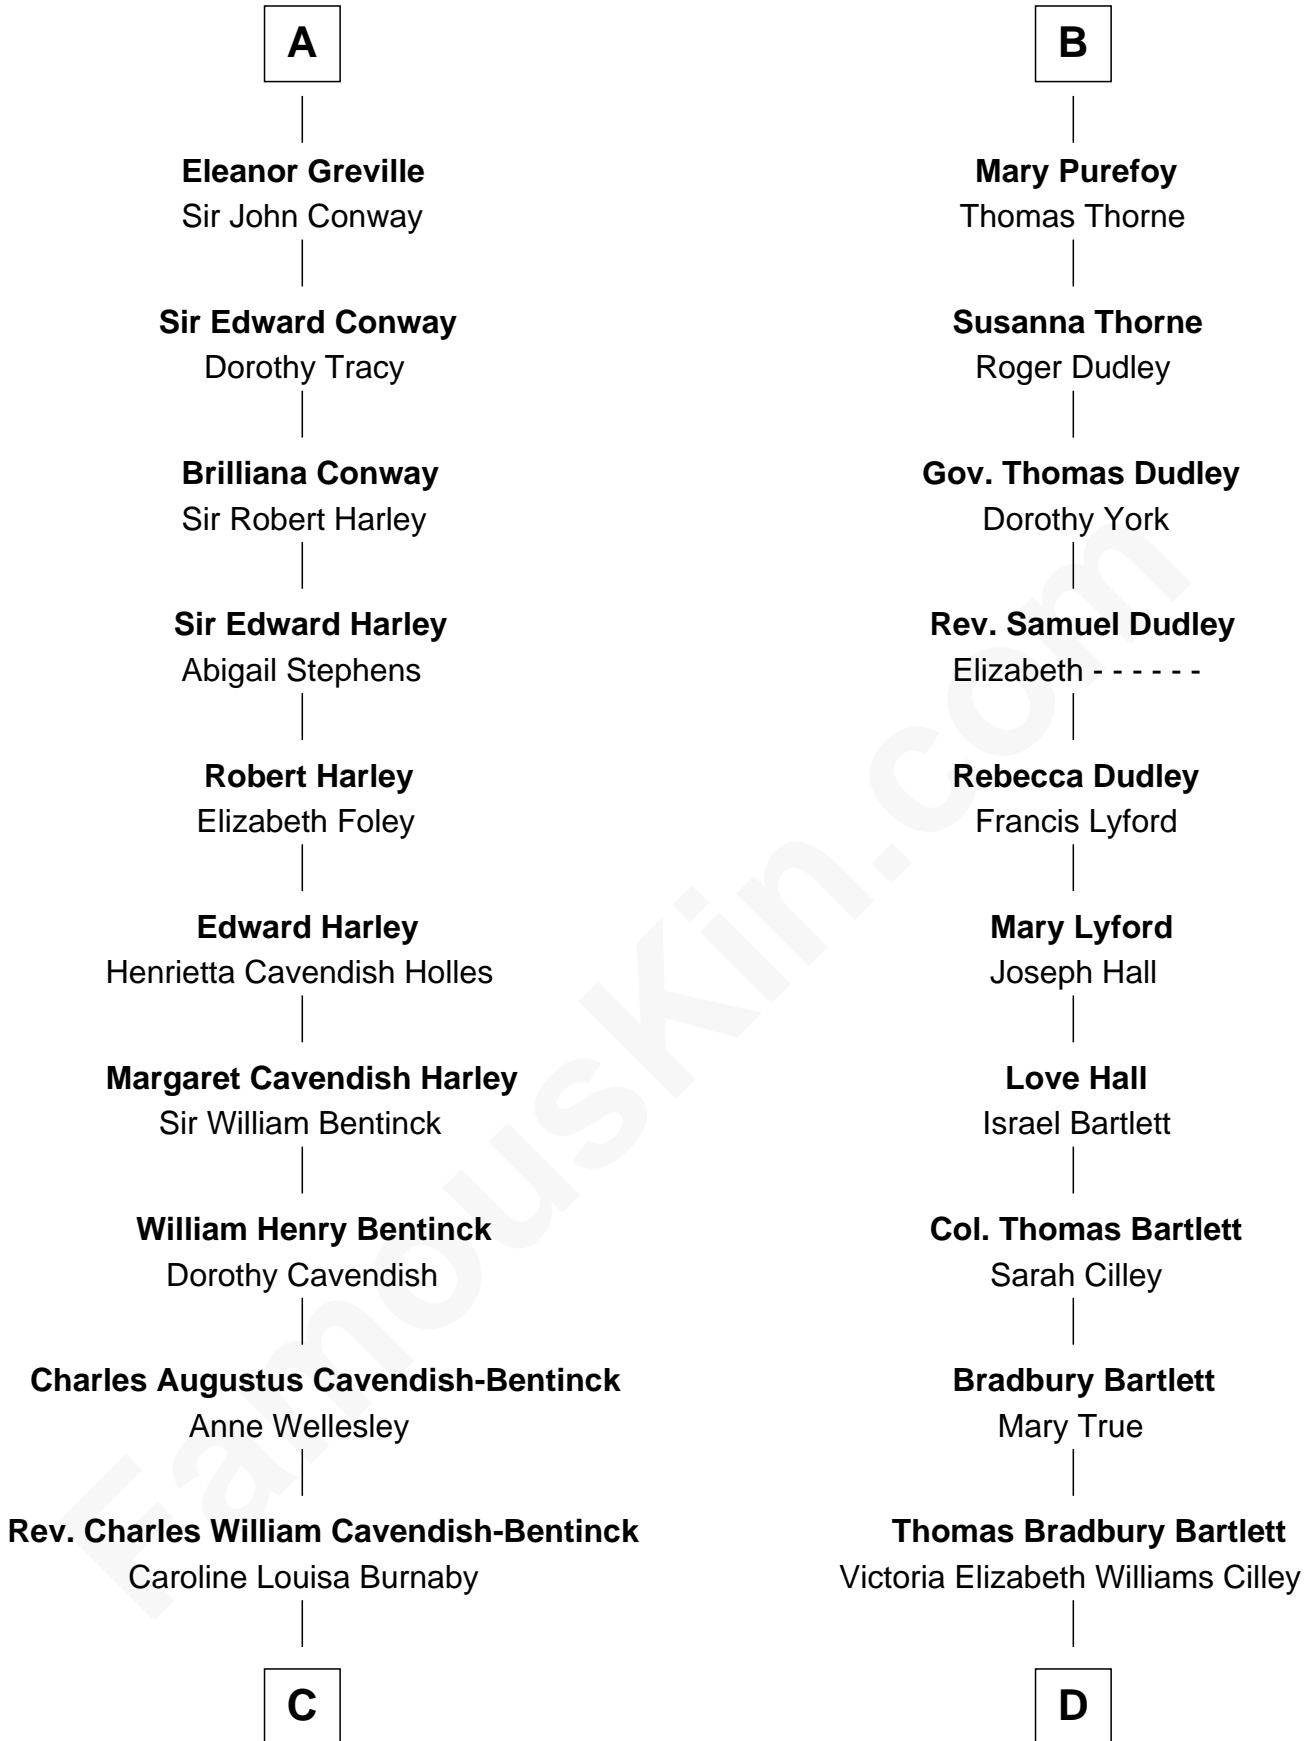 A
Eleanor Greville
Sir John Conway
Sir Edward Conway
Dorothy Tracy
Brilliana Conway
Sir Robert Harley
Sir Edward Harley
Abigail Stephens
Robert Harley
Elizabeth Foley
Edward Harley
Henrietta Cavendish Holles
Margaret Cavendish Harley
Sir William Bentinck
William Henry Bentinck
Dorothy Cavendish
Charles Augustus Cavendish-Bentinck
Anne Wellesley
Rev. Charles William Cavendish-Bentinck
Caroline Louisa Burnaby
C
B
Mary Purefoy
Thomas Thorne
Susanna Thorne
Roger Dudley
Gov. Thomas Dudley
Dorothy York
Rev. Samuel Dudley
Elizabeth - - - - - -
Rebecca Dudley
Francis Lyford
Mary Lyford
Joseph Hall
Love Hall
Israel Bartlett
Col. Thomas Bartlett
Sarah Cilley
Bradbury Bartlett
Mary True
Thomas Bradbury Bartlett
Victoria Elizabeth Williams Cilley
D
FamousKin.com